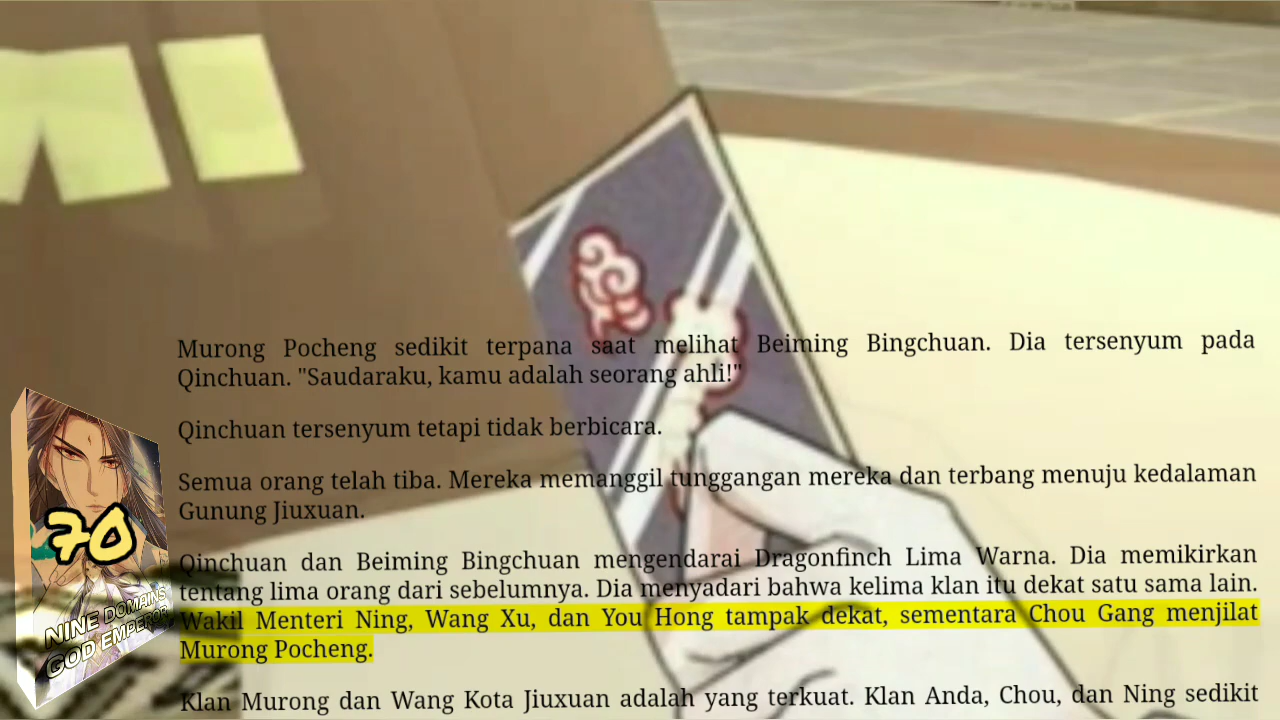 Murong Pocheng sedikit terpana saat melihat Beiming Bingchuan. Dia tersenyum pada
Qinchuan. "Saudaraku, kamu adalah seorang ahli!"
Qinchuan tersenyum tetapi tidak berbicara.
Semua orang telah tiba. Mereka memanggil tunggangan mereka dan terbang menuju kedalaman
Gunung Jiuxuan.
Qinchuan dan Beiming Bingchuan mengendarai Dragonfinch Lima Warna. Dia memikirkan
tentang lima orang dari sebelumnya. Dia menyadari bahwa kelima klan itu dekat satu sama lain.
Wakil Menteri Ning, Wang Xu, dan You Hong tampak dekat, sementara Chou Gang menjilat
Murong Pocheng.
Klan Murong dan Wang Kota Jiuxuan adalah yang terkuat. Klan Anda, Chou, dan Ning sedikit
70
NINE DOMAINS
GOD EMPEROR